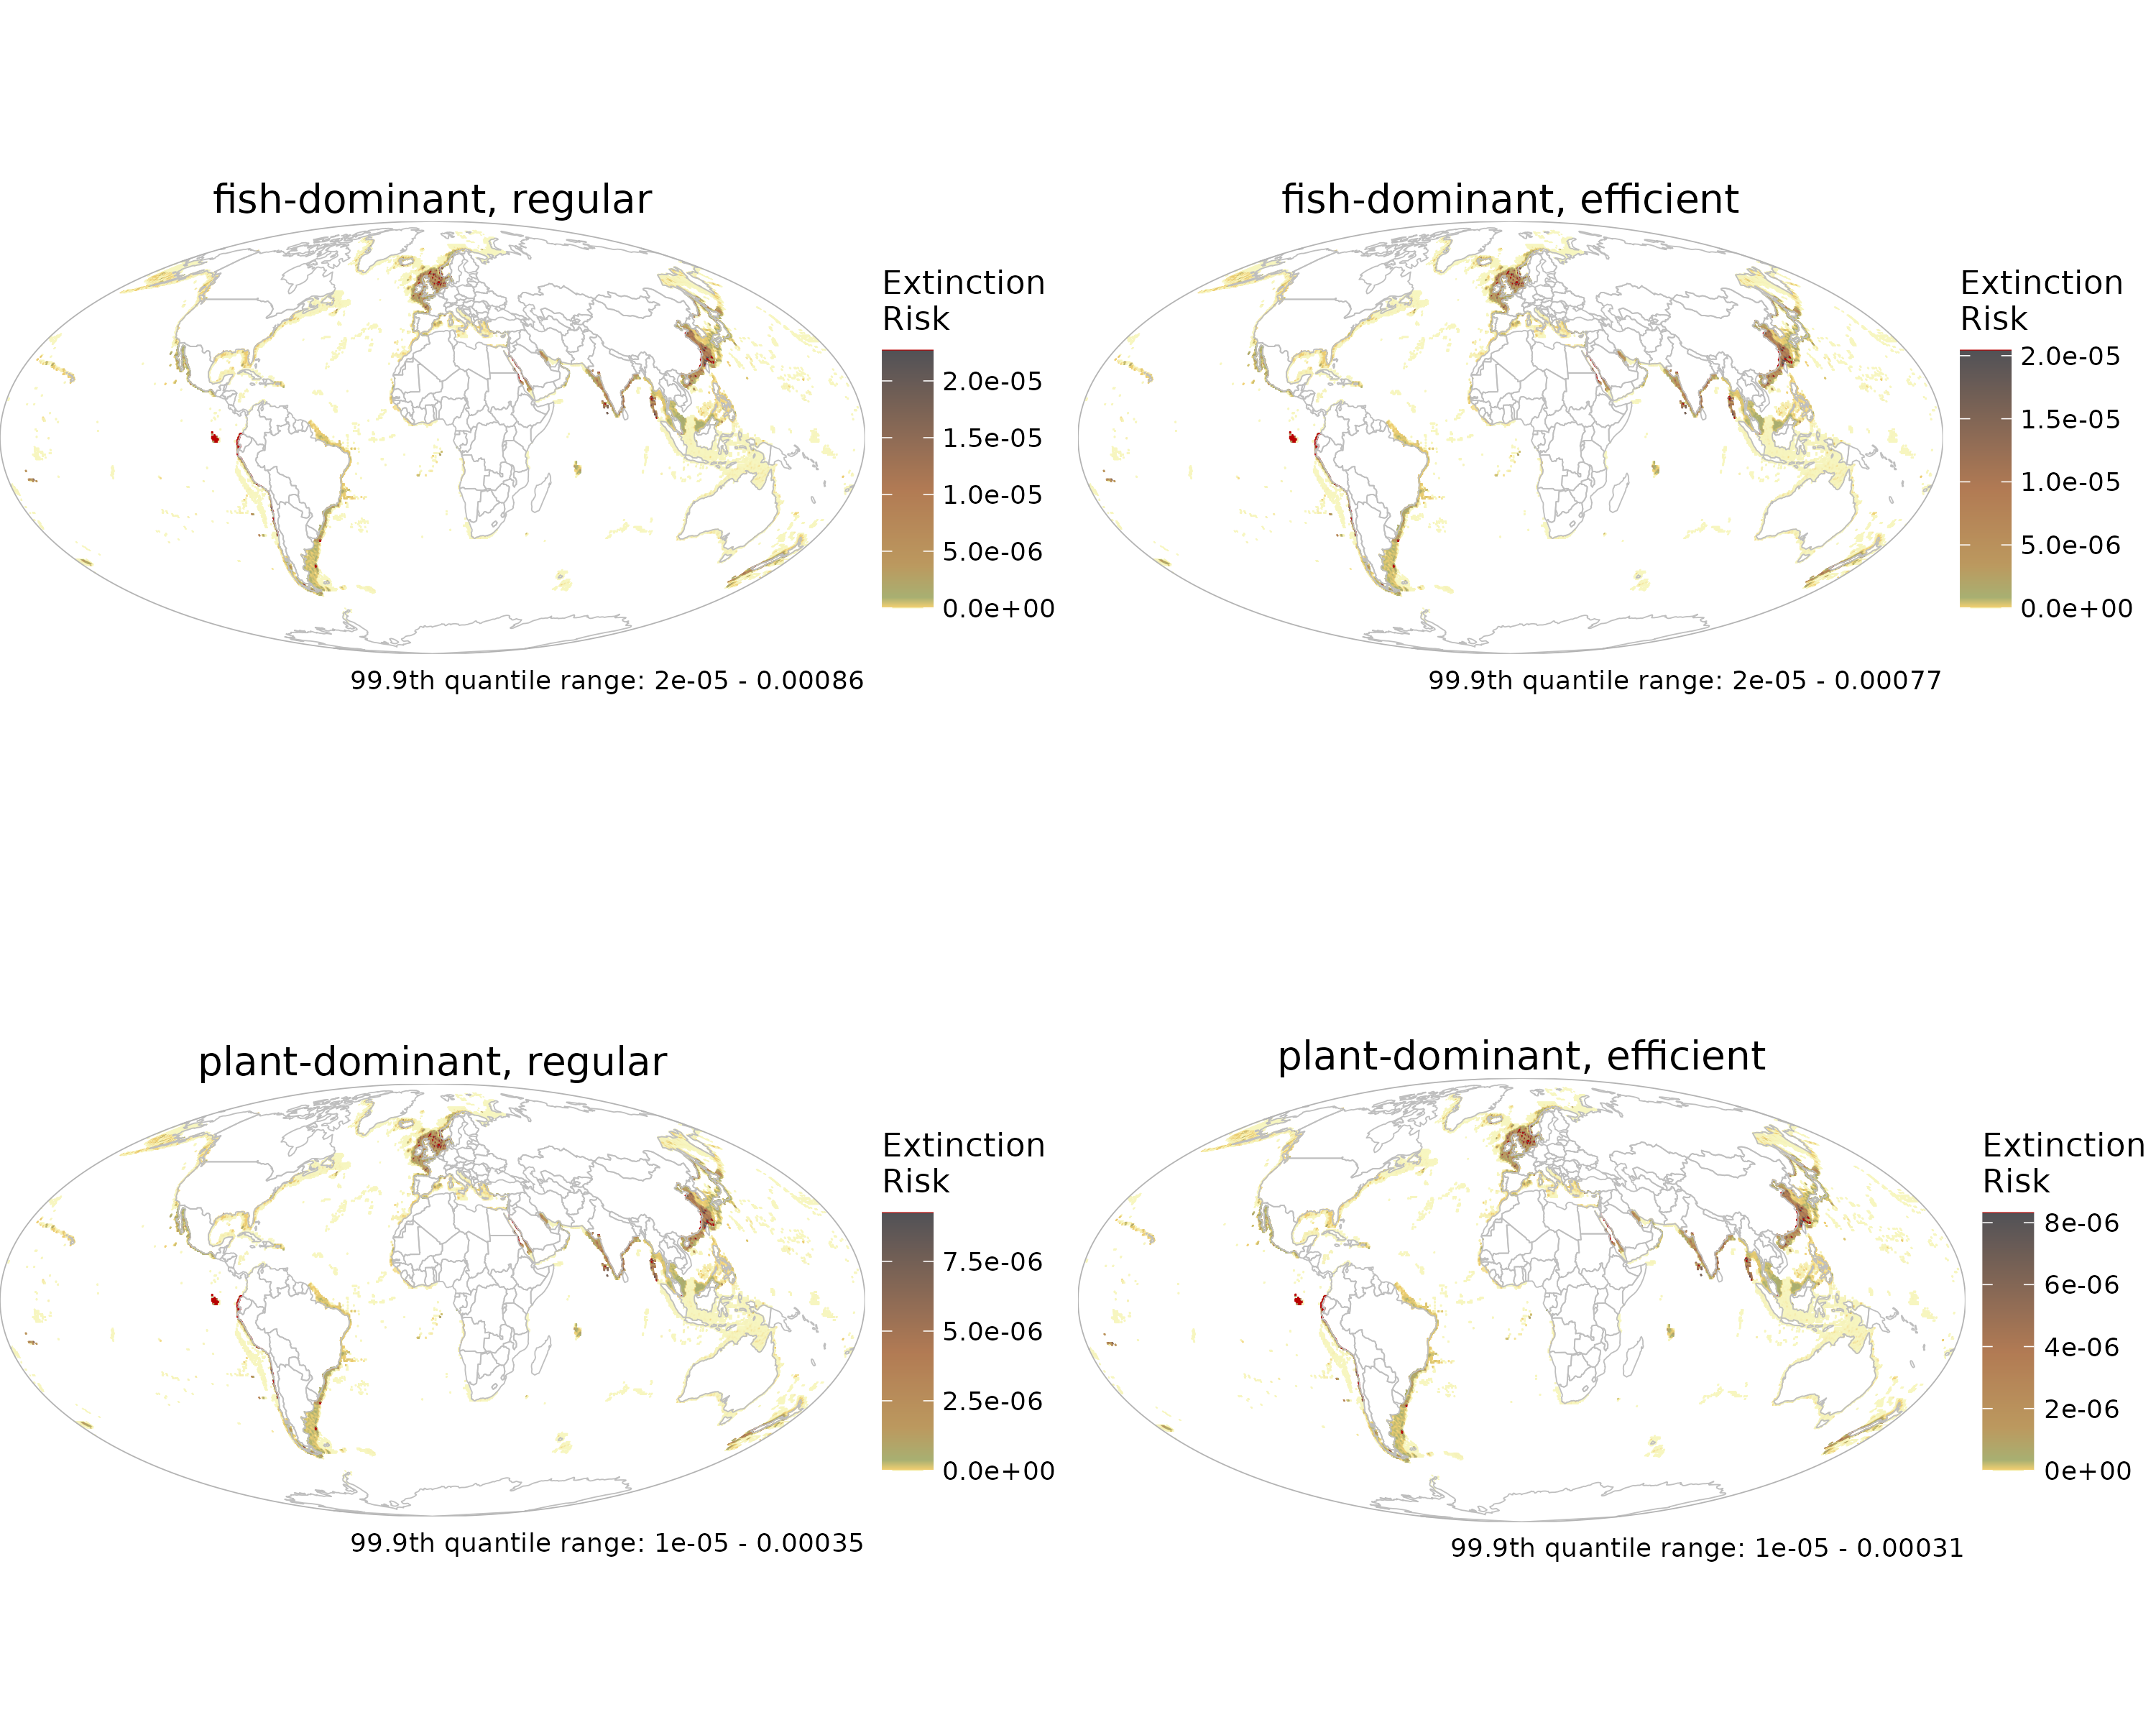 fish-dominant, regular
Extinction
Risk
2.0e-05
1.5e-05
1.0e-05
5.0e-06
0.0e+00
99.9th quantile range: 2e-05 - 0.00086
fish-dominant, efficient
Extinction
Risk
2.0e-05
1.5e-05
1.0e-05
5.0e-06
0.0e+00
99.9th quantile range: 2e-05 - 0.00077
plant-dominant, regular
Extinction
Risk
7.5e-06
5.0e-06
2.5e-06
0.0e+00
99.9th quantile range: 1e-05 - 0.00035
plant-dominant, efficient
Extinction
Risk
8e-06
6e-06
4e-06
2e-06
0e+00
99.9th quantile range: 1e-05 - 0.00031